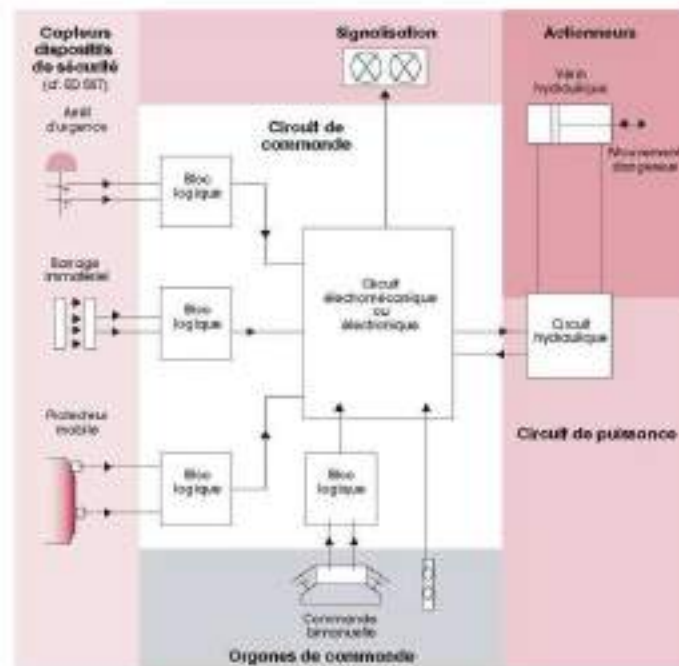 Capteurs
dispositifs
de sécurité
(cf. ED 587)
Arrêt
d'urgence
Signalisation
Actionneurs
Vérin
hydraulique
Mouvement
dangereux
Circuit de
commande
Bloc
logique
Barrage
immatériel
Bloc
logique
Circuit
électromécanique
ou
électronique
Circuit
hydraulique
Protecteur
mobile
Bloc
logique
Bloc
logique
Circuit de puissance
Commande
bimanuelle
Organes de commande